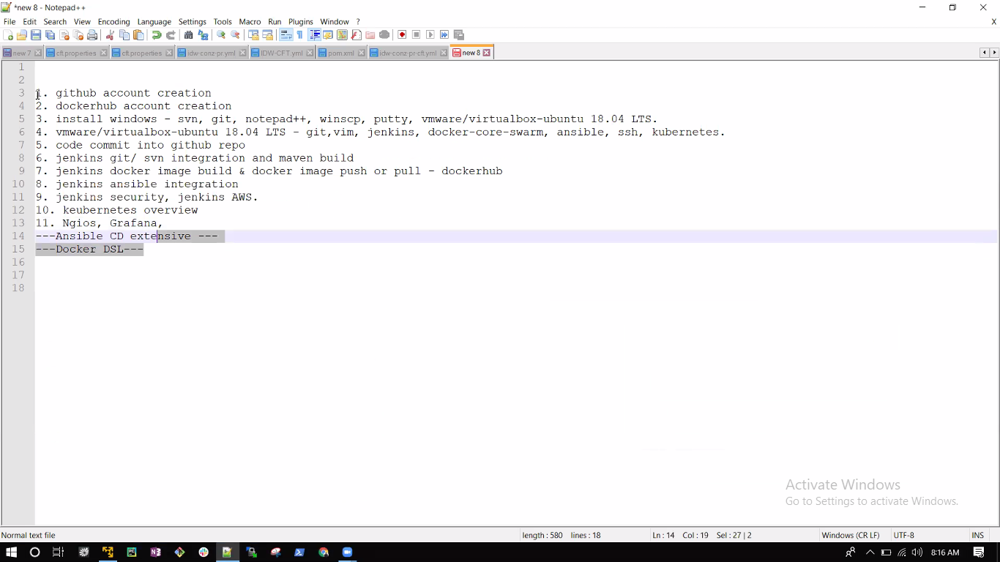 *new 8 - Notepad++
File Edit Search View Encoding Language Settings Tools Macro Run Plugins Window ? X
new 7 cft.properties cft.properties idw-conz-pr.yml IDW-CFT.yml pom.xml idw-conz-pr-cft.yml new 8
1
2
3 1. github account creation
4 2. dockerhub account creation
5 3. install windows - svn, git, notepad++, winscp, putty, vmware/virtualbox-ubuntu 18.04 LTS.
6 4. vmware/virtualbox-ubuntu 18.04 LTS - git,vim, jenkins, docker-core-swarm, ansible, ssh, kubernetes.
7 5. code commit into github repo
8 6. jenkins git/ svn integration and maven build
9 7. jenkins docker image build & docker image push or pull - dockerhub
10 8. jenkins ansible integration
11 9. jenkins security, jenkins AWS.
12 10. keubernetes overview
13 11. Ngios, Grafana,
14 ---Ansible CD extensive ---
15 ---Docker DSL---
16
17
18
Activate Windows
Go to Settings to activate Windows.
Normal text file length : 580 lines : 18 Ln : 14 Col : 19 Sel : 27 | 2 Windows (CR LF) UTF-8 INS
8:16 AM